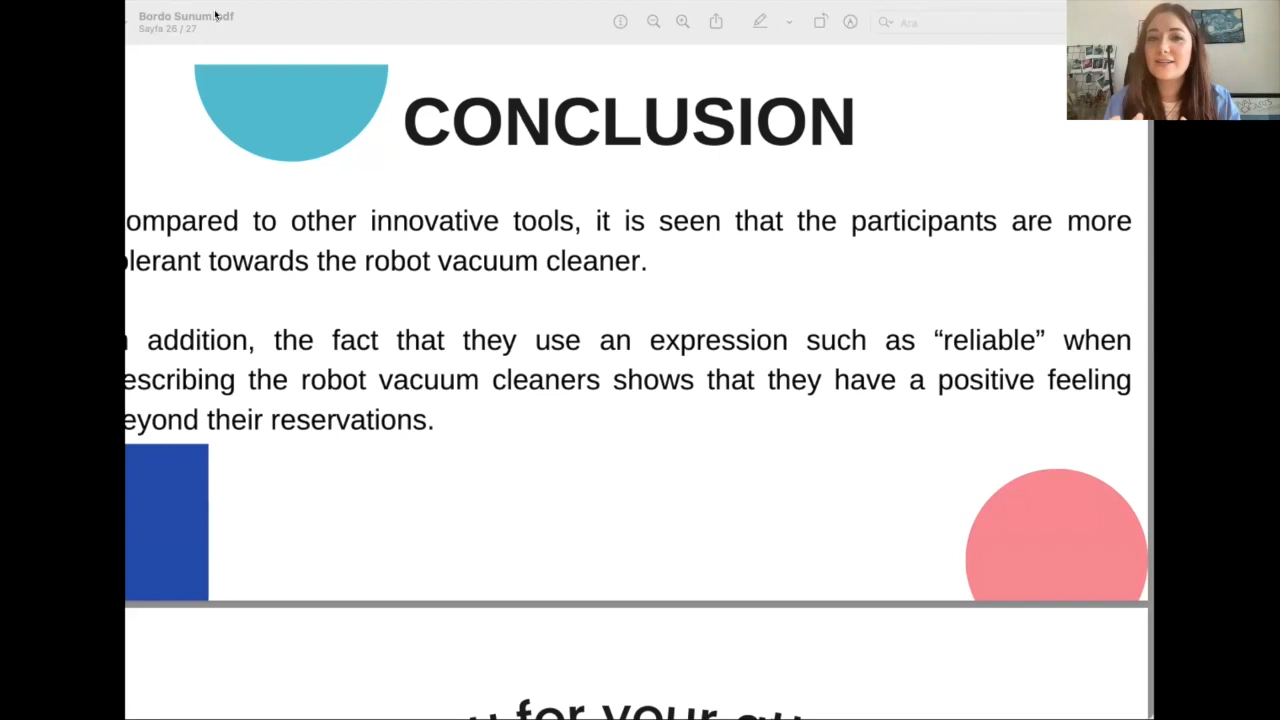 Bordo Sunum.pdf
Sayfa 26 / 27
Ara
CONCLUSION
ompared to other innovative tools, it is seen that the participants are more
olerant towards the robot vacuum cleaner.
n addition, the fact that they use an expression such as “reliable” when
escribing the robot vacuum cleaners shows that they have a positive feeling
eyond their reservations.
for your